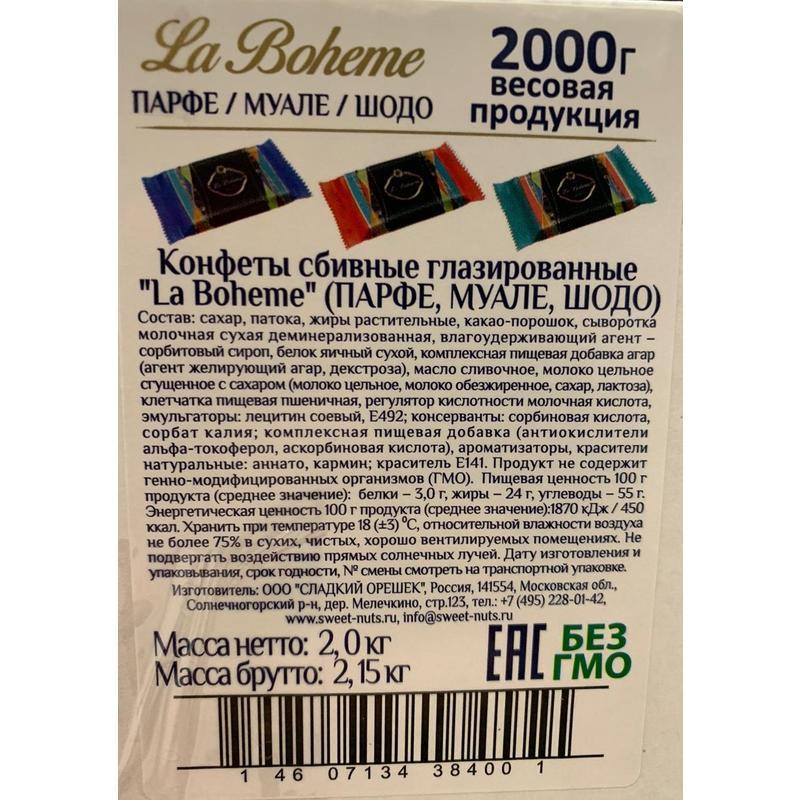 La Boheme
ПАРФЕ / МУАЛЕ / ШОДО
2000г
весовая
продукция
Конфеты сбивные глазированные
"La Boheme" (ПАРФЕ, МУАЛЕ, ШОДО)
Состав: сахар, патока, жиры растительные, какао-порошок, сыворотка
молочная сухая деминерализованная, влагоудерживающий агент –
сорбитовый сироп, белок яичный сухой, комплексная пищевая добавка агар
(агент желирующий агар, декстроза), масло сливочное, молоко цельное
сгущенное с сахаром (молоко цельное, молоко обезжиренное, сахар, лактоза),
клетчатка пищевая пшеничная, регулятор кислотности молочная кислота,
эмульгаторы: лецитин соевый, Е492; консерванты: сорбиновая кислота,
сорбат калия; комплексная пищевая добавка (антиокислители
альфа-токоферол, аскорбиновая кислота), ароматизаторы, красители
натуральные: аннато, кармин; краситель Е141. Продукт не содержит
генно-модифицированных организмов (ГМО). Пищевая ценность 100 г
продукта (среднее значение): белки – 3,0 г, жиры – 24 г, углеводы – 55 г.
Энергетическая ценность 100 г продукта (среднее значение):1870 кДж / 450
ккал. Хранить при температуре 18 (±3) ⁰С, относительной влажности воздуха
не более 75% в сухих, чистых, хорошо вентилируемых помещениях. Не
подвергать воздействию прямых солнечных лучей. Дату изготовления и
упаковывания, срок годности, № смены смотреть на транспортной упаковке.
Изготовитель: ООО "СЛАДКИЙ ОРЕШЕК", Россия, 141554, Московская обл.,
Солнечногорский р-н, дер. Мелечкино, стр.123, тел.: +7 (495) 228-01-42,
www.sweet-nuts.ru, info@sweet-nuts.ru
Масса нетто: 2,0 кг
Масса брутто: 2,15 кг
ЕАС
БЕЗ
ГМО
1 46 07134 38400 1